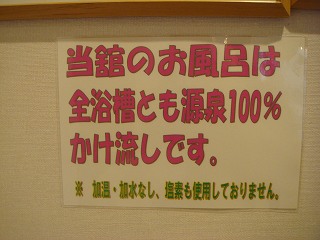 当舘のお風呂は
全浴槽とも源泉100%
かけ流しです。
※ 加温・加水なし、塩素も使用しておりません。